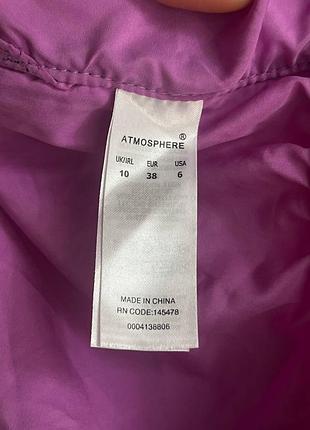 ATMOSPHERE®
UK/IRL EUR USA
10 38 6
MADE IN CHINA
RN CODE:145478
0004138806